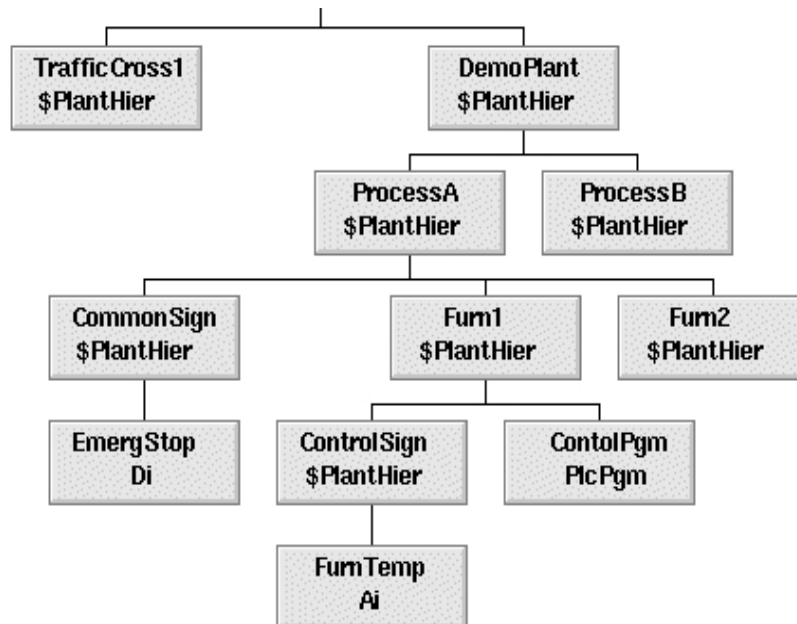 TrafficCross1
$PlantHier
DemoPlant
$PlantHier
ProcessA
$PlantHier
ProcessB
$PlantHier
CommonSign
$PlantHier
Furn1
$PlantHier
Furn2
$PlantHier
EmergStop
Di
ControlSign
$PlantHier
ContolPgm
PlcPgm
FurnTemp
Ai